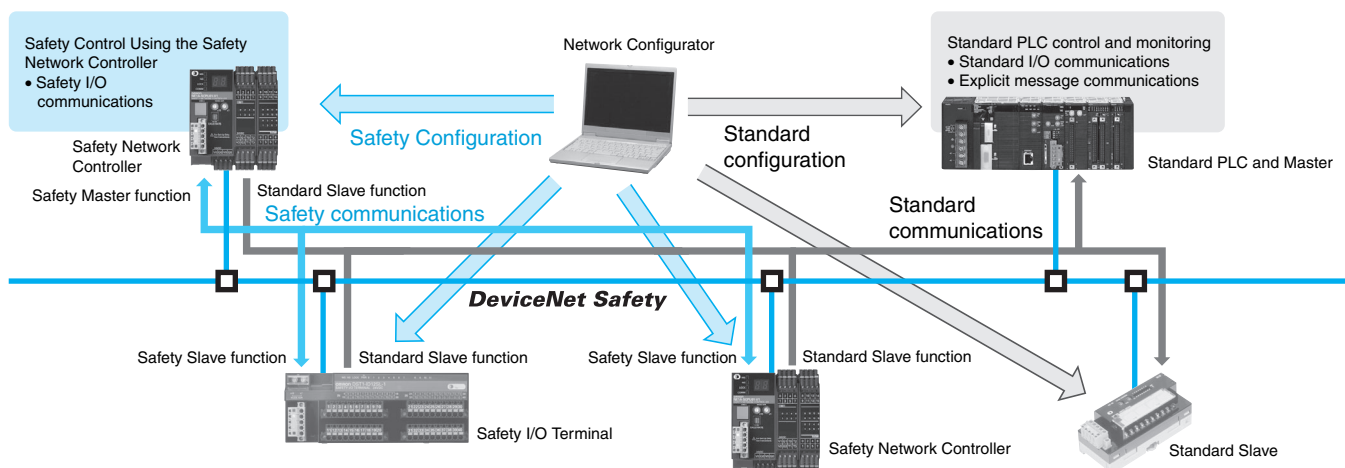 Safety Control Using the Safety
Network Controller
• Safety I/O
communications
Network Configurator
Standard PLC control and monitoring
• Standard I/O communications
• Explicit message communications
Safety Configuration
Standard
configuration
Safety Network
Controller
Standard PLC and Master
Safety Master function
Standard Slave function
Safety communications
Standard
communications
DeviceNet Safety
Safety Slave function
Standard Slave function
Safety Slave function
Standard Slave function
Safety I/O Terminal
Safety Network Controller
Standard Slave